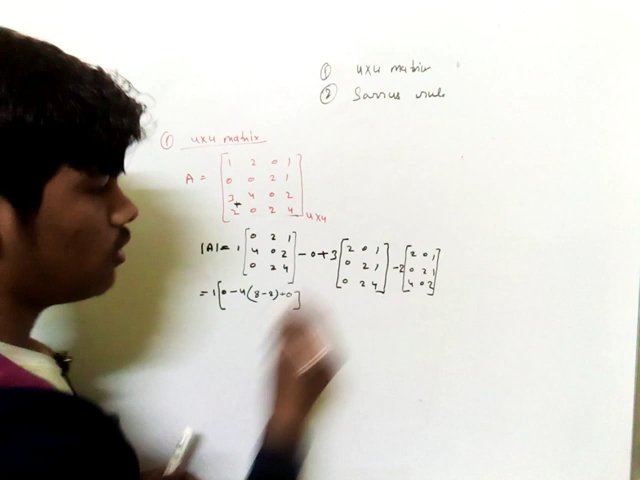 ① 4x4 matrix
② Sarrus rule
① 4x4 matrix
A = [1 2 0 1
0 0 2 1
3 4 0 2
2 0 2 4]4x4
|A| = 1 [0 2 1
4 0 2
0 2 4] - 0 + 3 [2 0 1
0 2 1
0 2 4] - 2 [2 0 1
0 2 1
4 0 2]
= 1 [0 - 4 (8 - 2) + 0]